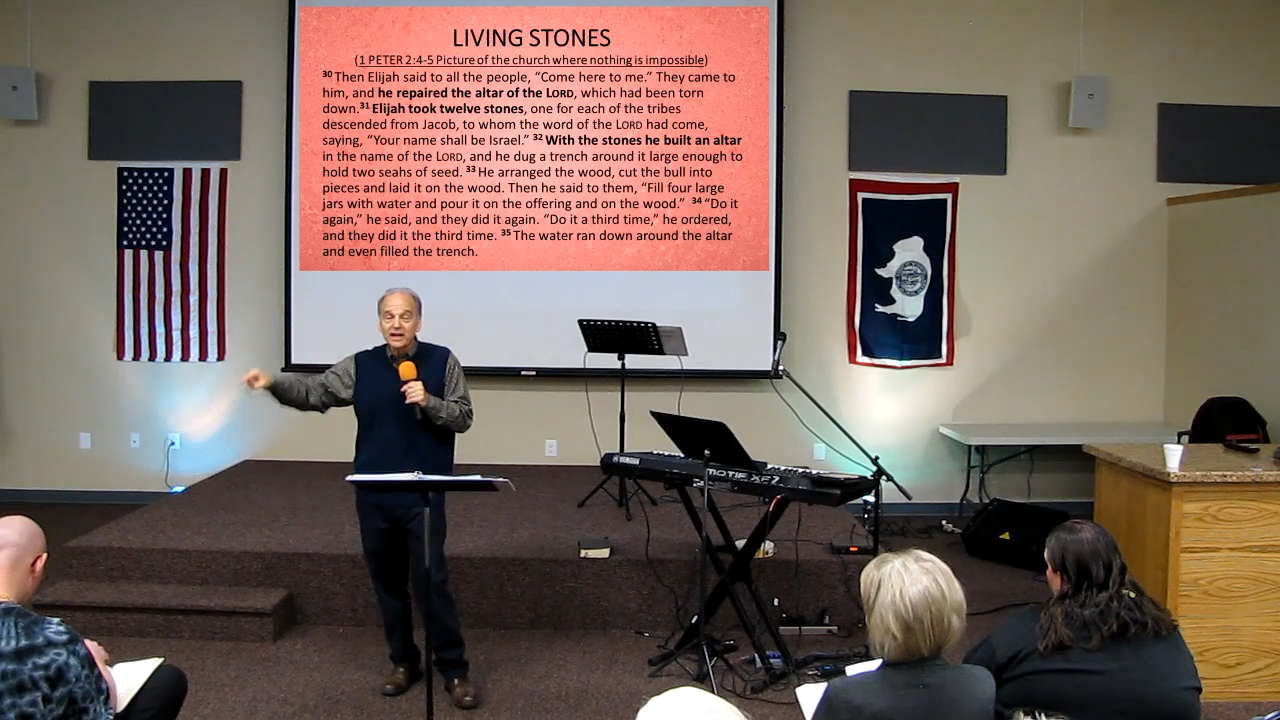 LIVING STONES
(1 PETER 2:4-5 Picture of the church where nothing is impossible)
30 Then Elijah said to all the people, “Come here to me.” They came to
him, and he repaired the altar of the LORD, which had been torn
down.31 Elijah took twelve stones, one for each of the tribes
descended from Jacob, to whom the word of the LORD had come,
saying, “Your name shall be Israel.” 32 With the stones he built an altar
in the name of the LORD, and he dug a trench around it large enough to
hold two seahs of seed. 33 He arranged the wood, cut the bull into
pieces and laid it on the wood. Then he said to them, “Fill four large
jars with water and pour it on the offering and on the wood.” 34 “Do it
again,” he said, and they did it again. “Do it a third time,” he ordered,
and they did it the third time. 35 The water ran down around the altar
and even filled the trench.
YAMAHA
MOTIF XF7